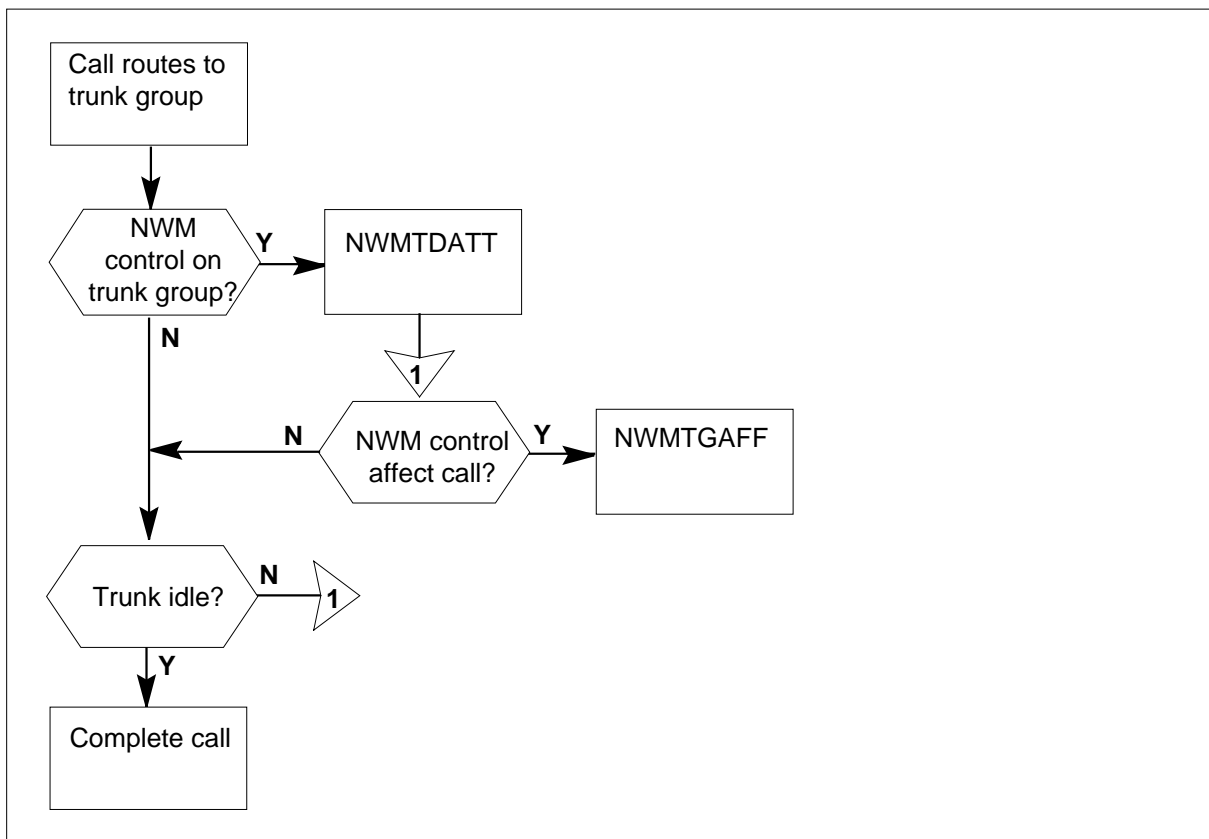 Call routes to
trunk group
NWM
control on
trunk group?
Y
NWMTDATT
N
1
NWM control
affect call?
N
Y
NWMTGAFF
Trunk idle?
N
1
Y
Complete call